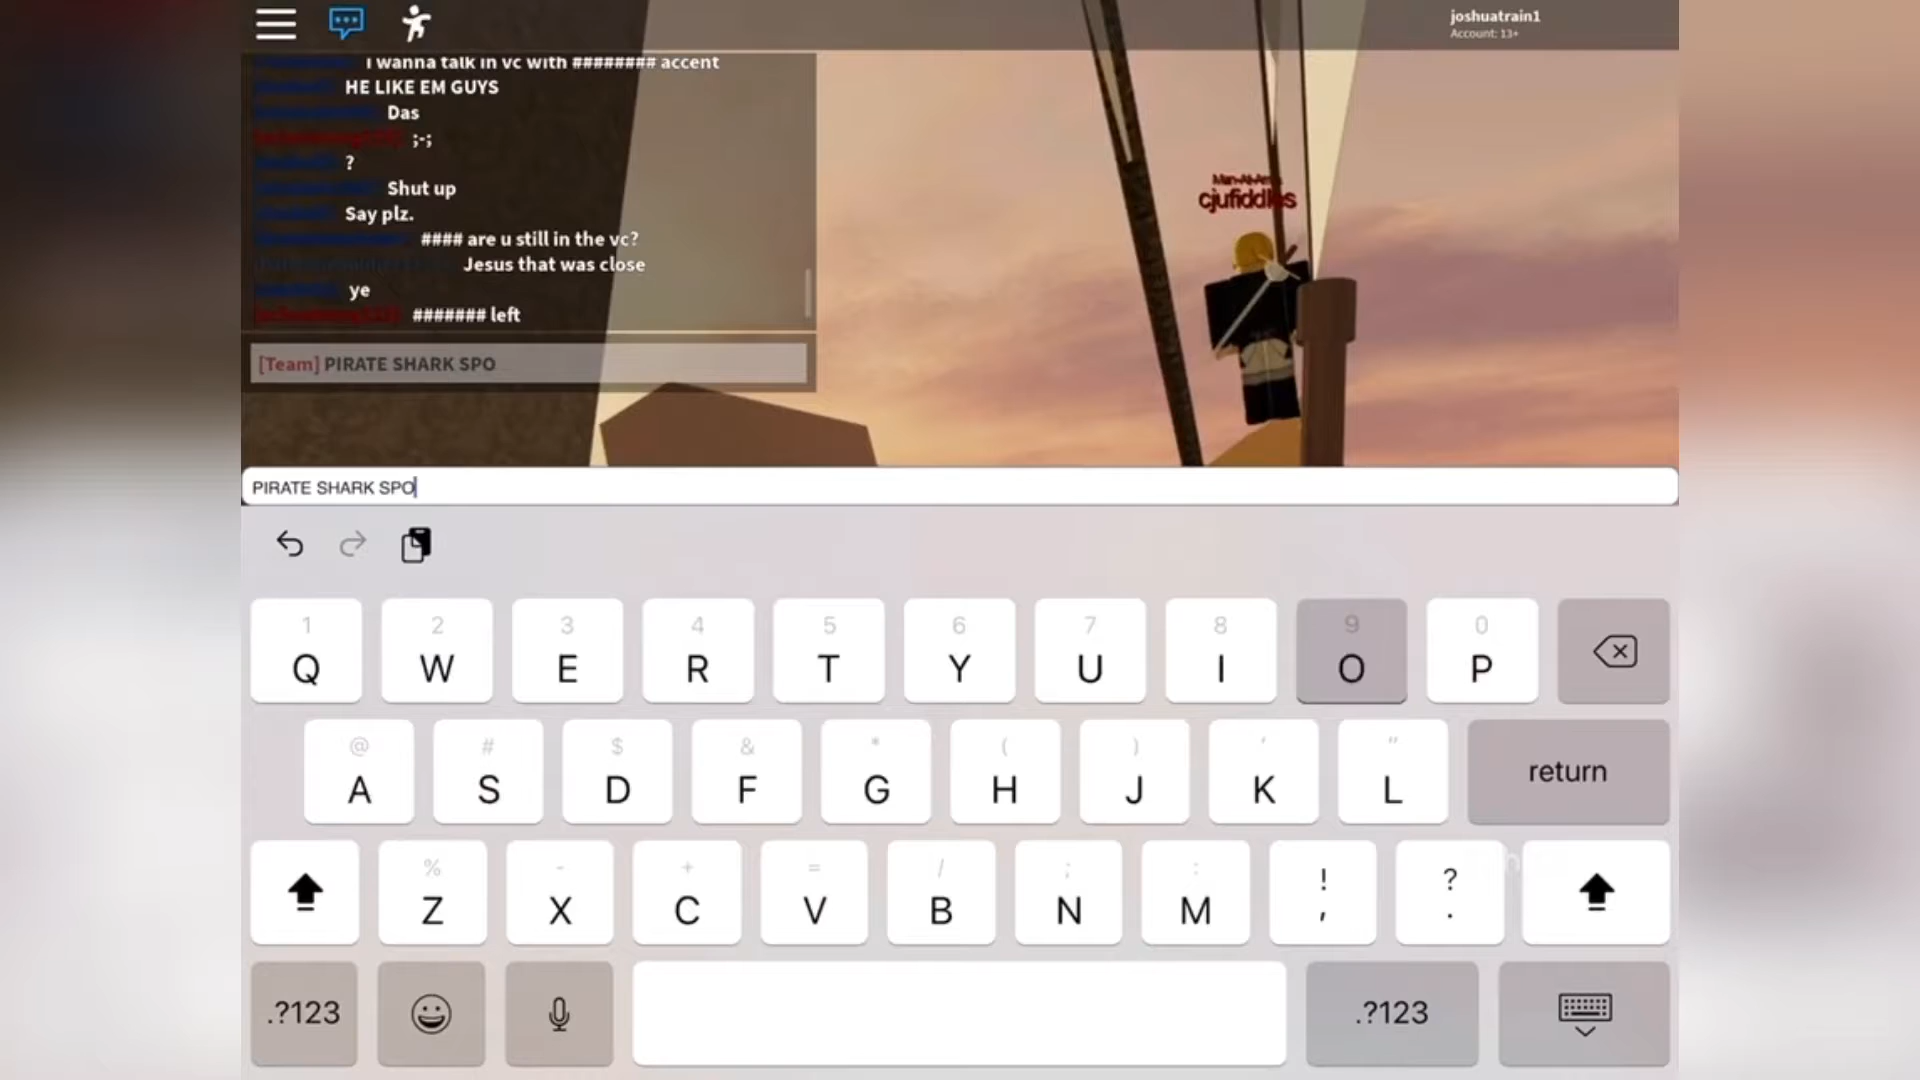 joshuatrain1
Account: 13+
i wanna talk in vc with ######## accent
HE LIKE EM GUYS
Das
;-;
?
Shut up
Say plz.
#### are u still in the vc?
Jesus that was close
ye
####### left
[Team] PIRATE SHARK SPO
cjufiddles
PIRATE SHARK SPO
1 2 3 4 5 6 7 8 9 0
Q W E R T Y U I O P
@ # $ & * ( ) ' "
A S D F G H J K L return
% - + = / ; : ! ?
Z X C V B N M , .
.?123 .?123